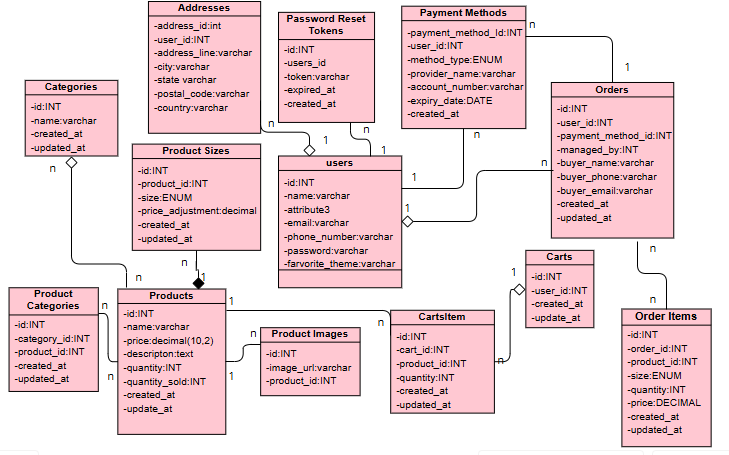 Addresses
-address_id:int
-user_id:INT
-address_line:varchar
-city:varchar
-state varchar
-postal_code:varchar
-country:varchar
n
Password Reset
Tokens
-id:INT
-users_id
-token:varchar
-expired_at
-created_at
n
1
1
Payment Methods
-payment_method_Id:INT
-user_id:INT
-method_type:ENUM
-provider_name:varchar
-account_number:varchar
-expiry_date:DATE
-created_at
n
1
n
1
Orders
-id:INT
-user_id:INT
-payment_method_id:INT
-managed_by:INT
-buyer_name:varchar
-buyer_phone:varchar
-buyer_email:varchar
-created_at
-updated_at
n
1
n
n
Categories
-id:INT
-name:varchar
-created_at
-updated_at
n
n
Product Sizes
-id:INT
-product_id:INT
-size:ENUM
-price_adjustment:decimal
-created_at
-updated_at
n
1
users
-id:INT
-name:varchar
-attribute3
-email:varchar
-phone_number:varchar
-password:varchar
-farvorite_theme:varchar
Carts
-id:INT
-user_id:INT
-created_at
-update_at
1
n
Product
Categories
-id:INT
-category_id:INT
-product_id:INT
-created_at
-updated_at
n
n
Products
-id:INT
-name:varchar
-price:decimal(10,2)
-descripton:text
-quantity:INT
-quantity_sold:INT
-created_at
-update_at
1
n
n
1
Product Images
-id:INT
-image_url:varchar
-product_id:INT
CartsItem
-id:INT
-cart_id:INT
-product_id:INT
-quantity:INT
-created_at
-updated_at
Order Items
-id:INT
-order_id:INT
-product_id:INT
-size:ENUM
-quantity:INT
-price:DECIMAL
-created_at
-updated_at